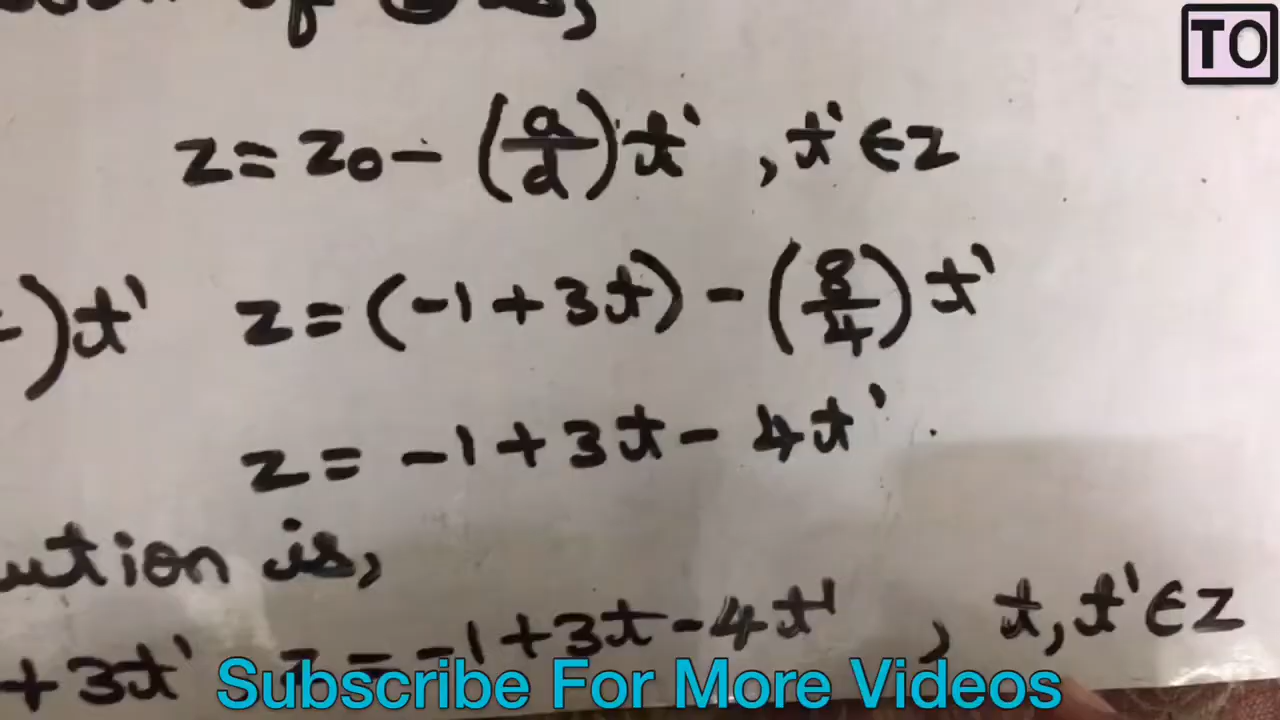 TO
z = z₀ - (a/d) t' , t' ∈ Z
) t' z = (-1 + 3t) - (8/4) t'
z = -1 + 3t - 4t' .
ution is,
+ 3t' z = -1 + 3t - 4t' , t, t' ∈ Z
Subscribe For More Videos